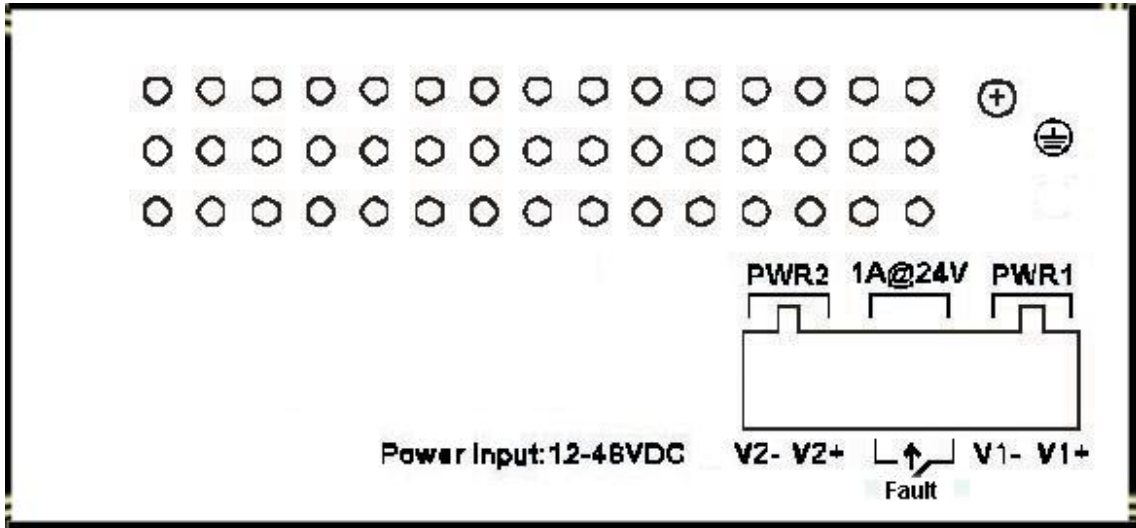 PWR2 1A@24V PWR1
Power Input:12-48VDC V2- V2+ V1- V1+
Fault